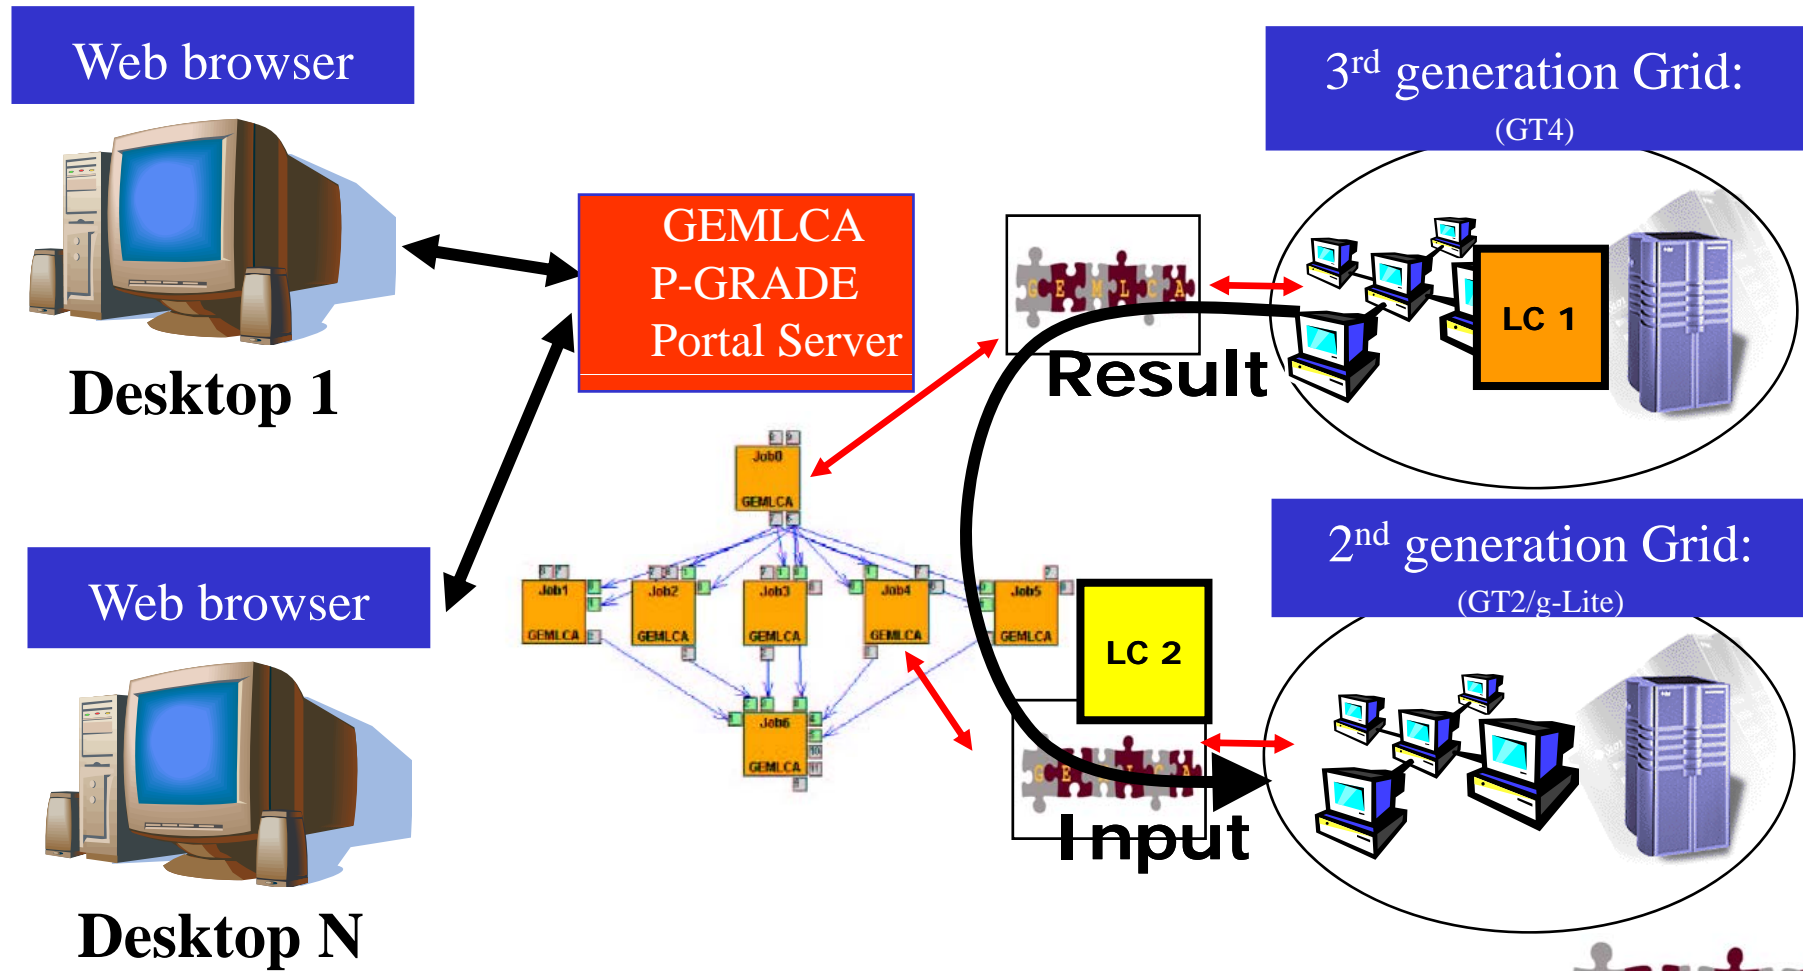 Web browser
Desktop 1
GEMLCA
P-GRADE
Portal Server
3rd generation Grid:
(GT4)
GEMLCA
LC 1
Result
Job0
GEMLCA
Web browser
Desktop N
Job1
GEMLCA
Job2
GEMLCA
Job3
GEMLCA
Job4
GEMLCA
Job5
GEMLCA
Job6
GEMLCA
LC 2
2nd generation Grid:
(GT2/g-Lite)
Input